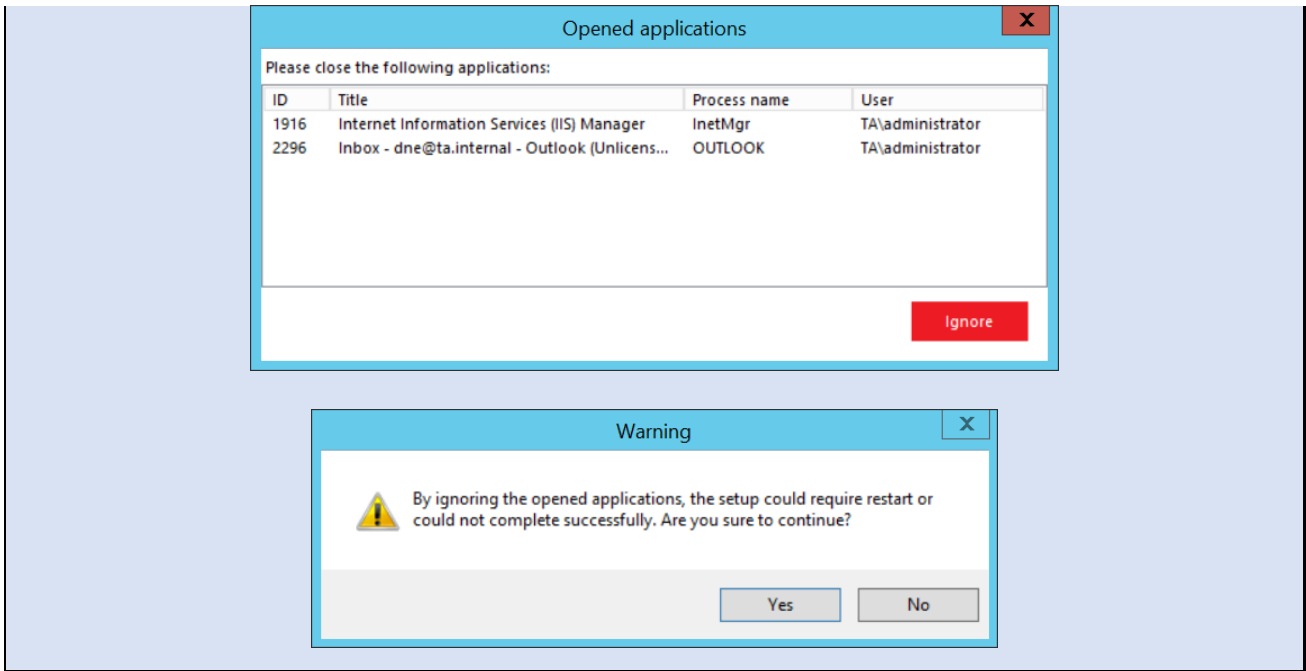 Opened applications
X
Please close the following applications:
ID Title Process name User
1916 Internet Information Services (IIS) Manager InetMgr TA\administrator
2296 Inbox - dne@ta.internal - Outlook (Unlicens... OUTLOOK TA\administrator
Ignore
Warning
X
By ignoring the opened applications, the setup could require restart or
could not complete successfully. Are you sure to continue?
Yes No